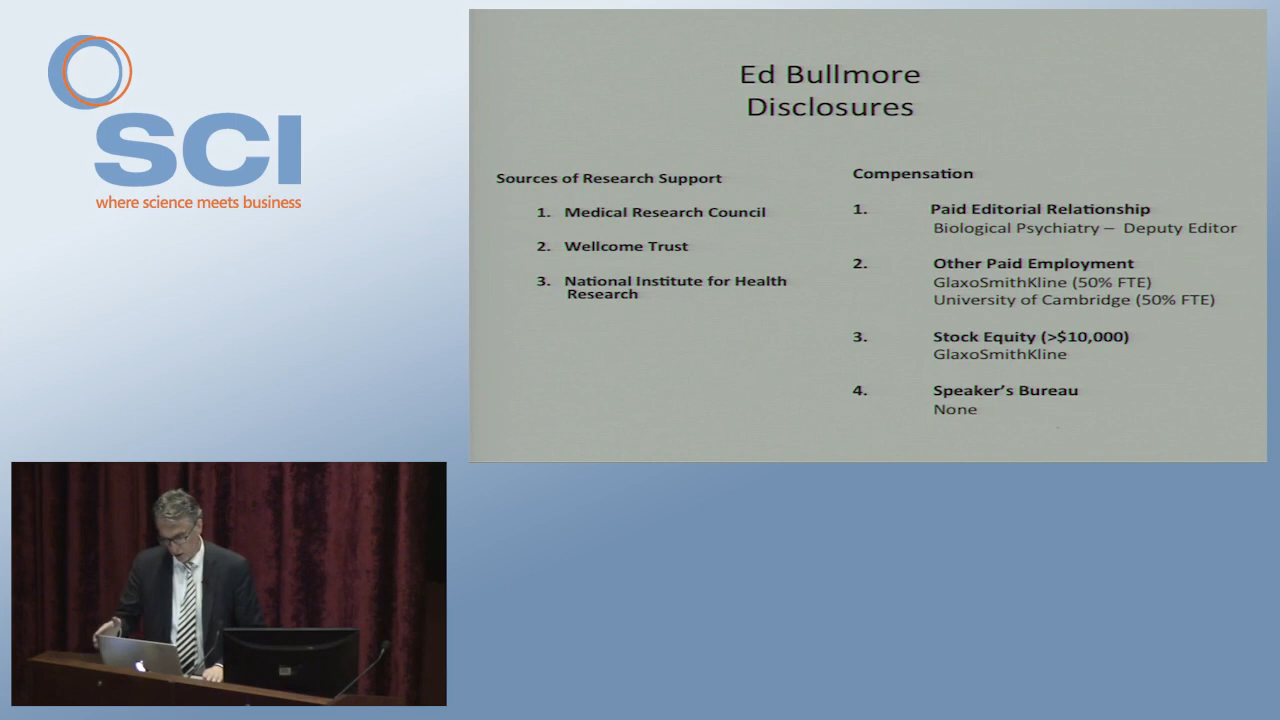 SCI
where science meets business
Ed Bullmore
Disclosures
Sources of Research Support
1. Medical Research Council
2. Wellcome Trust
3. National Institute for Health
Research
Compensation
1. Paid Editorial Relationship
Biological Psychiatry – Deputy Editor
2. Other Paid Employment
GlaxoSmithKline (50% FTE)
University of Cambridge (50% FTE)
3. Stock Equity (>$10,000)
GlaxoSmithKline
4. Speaker’s Bureau
None